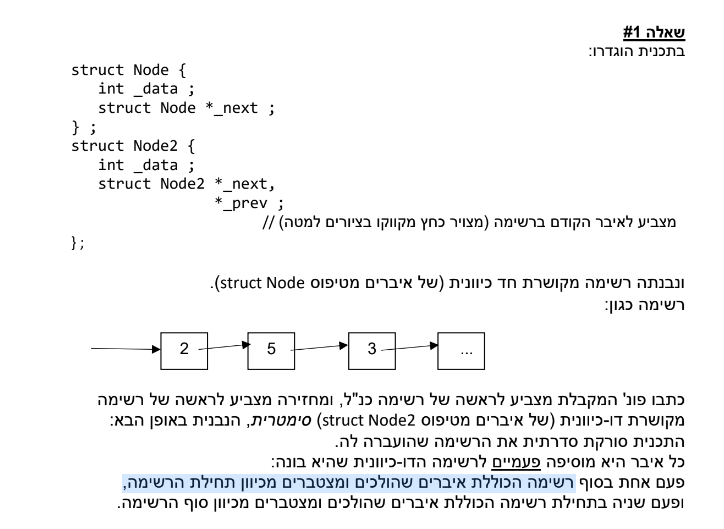 שאלה 1#
בתכנית הוגדרו:
struct Node {
int _data ;
struct Node *_next ;
} ;
struct Node2 {
int _data ;
struct Node2 *_next,
*_prev ;
// מצביע לאיבר הקודם ברשימה (מצויר כחץ מקווקו בציורים למטה)
};
ונבנתה רשימה מקושרת חד כיוונית (של איברים מטיפוס struct Node).
רשימה כגון:
2 5 3 ...
כתבו פונ' המקבלת מצביע לראשה של רשימה כנ"ל, ומחזירה מצביע לראשה של רשימה
מקושרת דו-כיוונית (של איברים מטיפוס struct Node2) סימטרית, הנבנית באופן הבא:
התכנית סורקת סדרתית את הרשימה שהועברה לה.
כל איבר היא מוסיפה פעמיים לרשימה הדו-כיוונית שהיא בונה:
פעם אחת בסוף רשימה הכוללת איברים שהולכים ומצטברים מכיוון תחילת הרשימה,
ופעם שניה בתחילת רשימה הכוללת איברים שהולכים ומצטברים מכיוון סוף הרשימה.